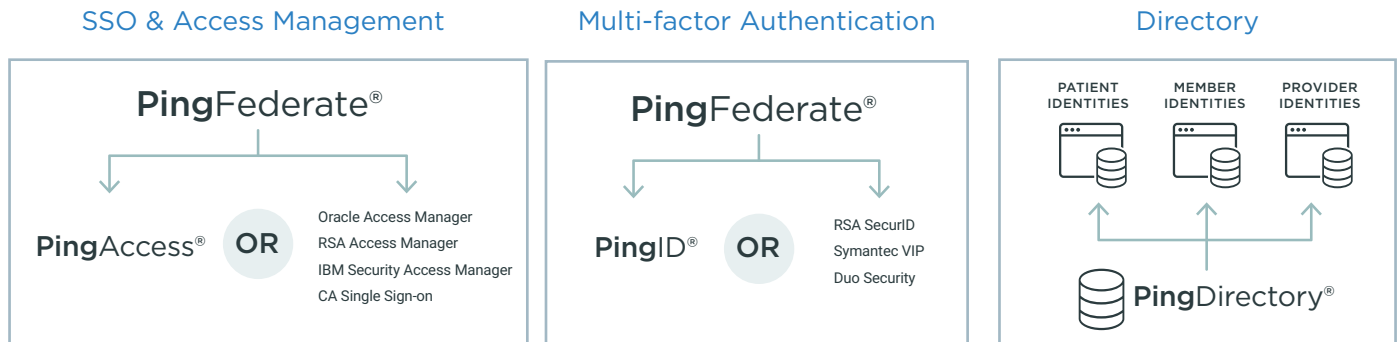 SSO & Access Management
PingFederate®
PingAccess®
OR
Oracle Access Manager
RSA Access Manager
IBM Security Access Manager
CA Single Sign-on
Multi-factor Authentication
PingFederate®
PingID®
OR
RSA SecurID
Symantec VIP
Duo Security
Directory
PATIENT
IDENTITIES
MEMBER
IDENTITIES
PROVIDER
IDENTITIES
PingDirectory®